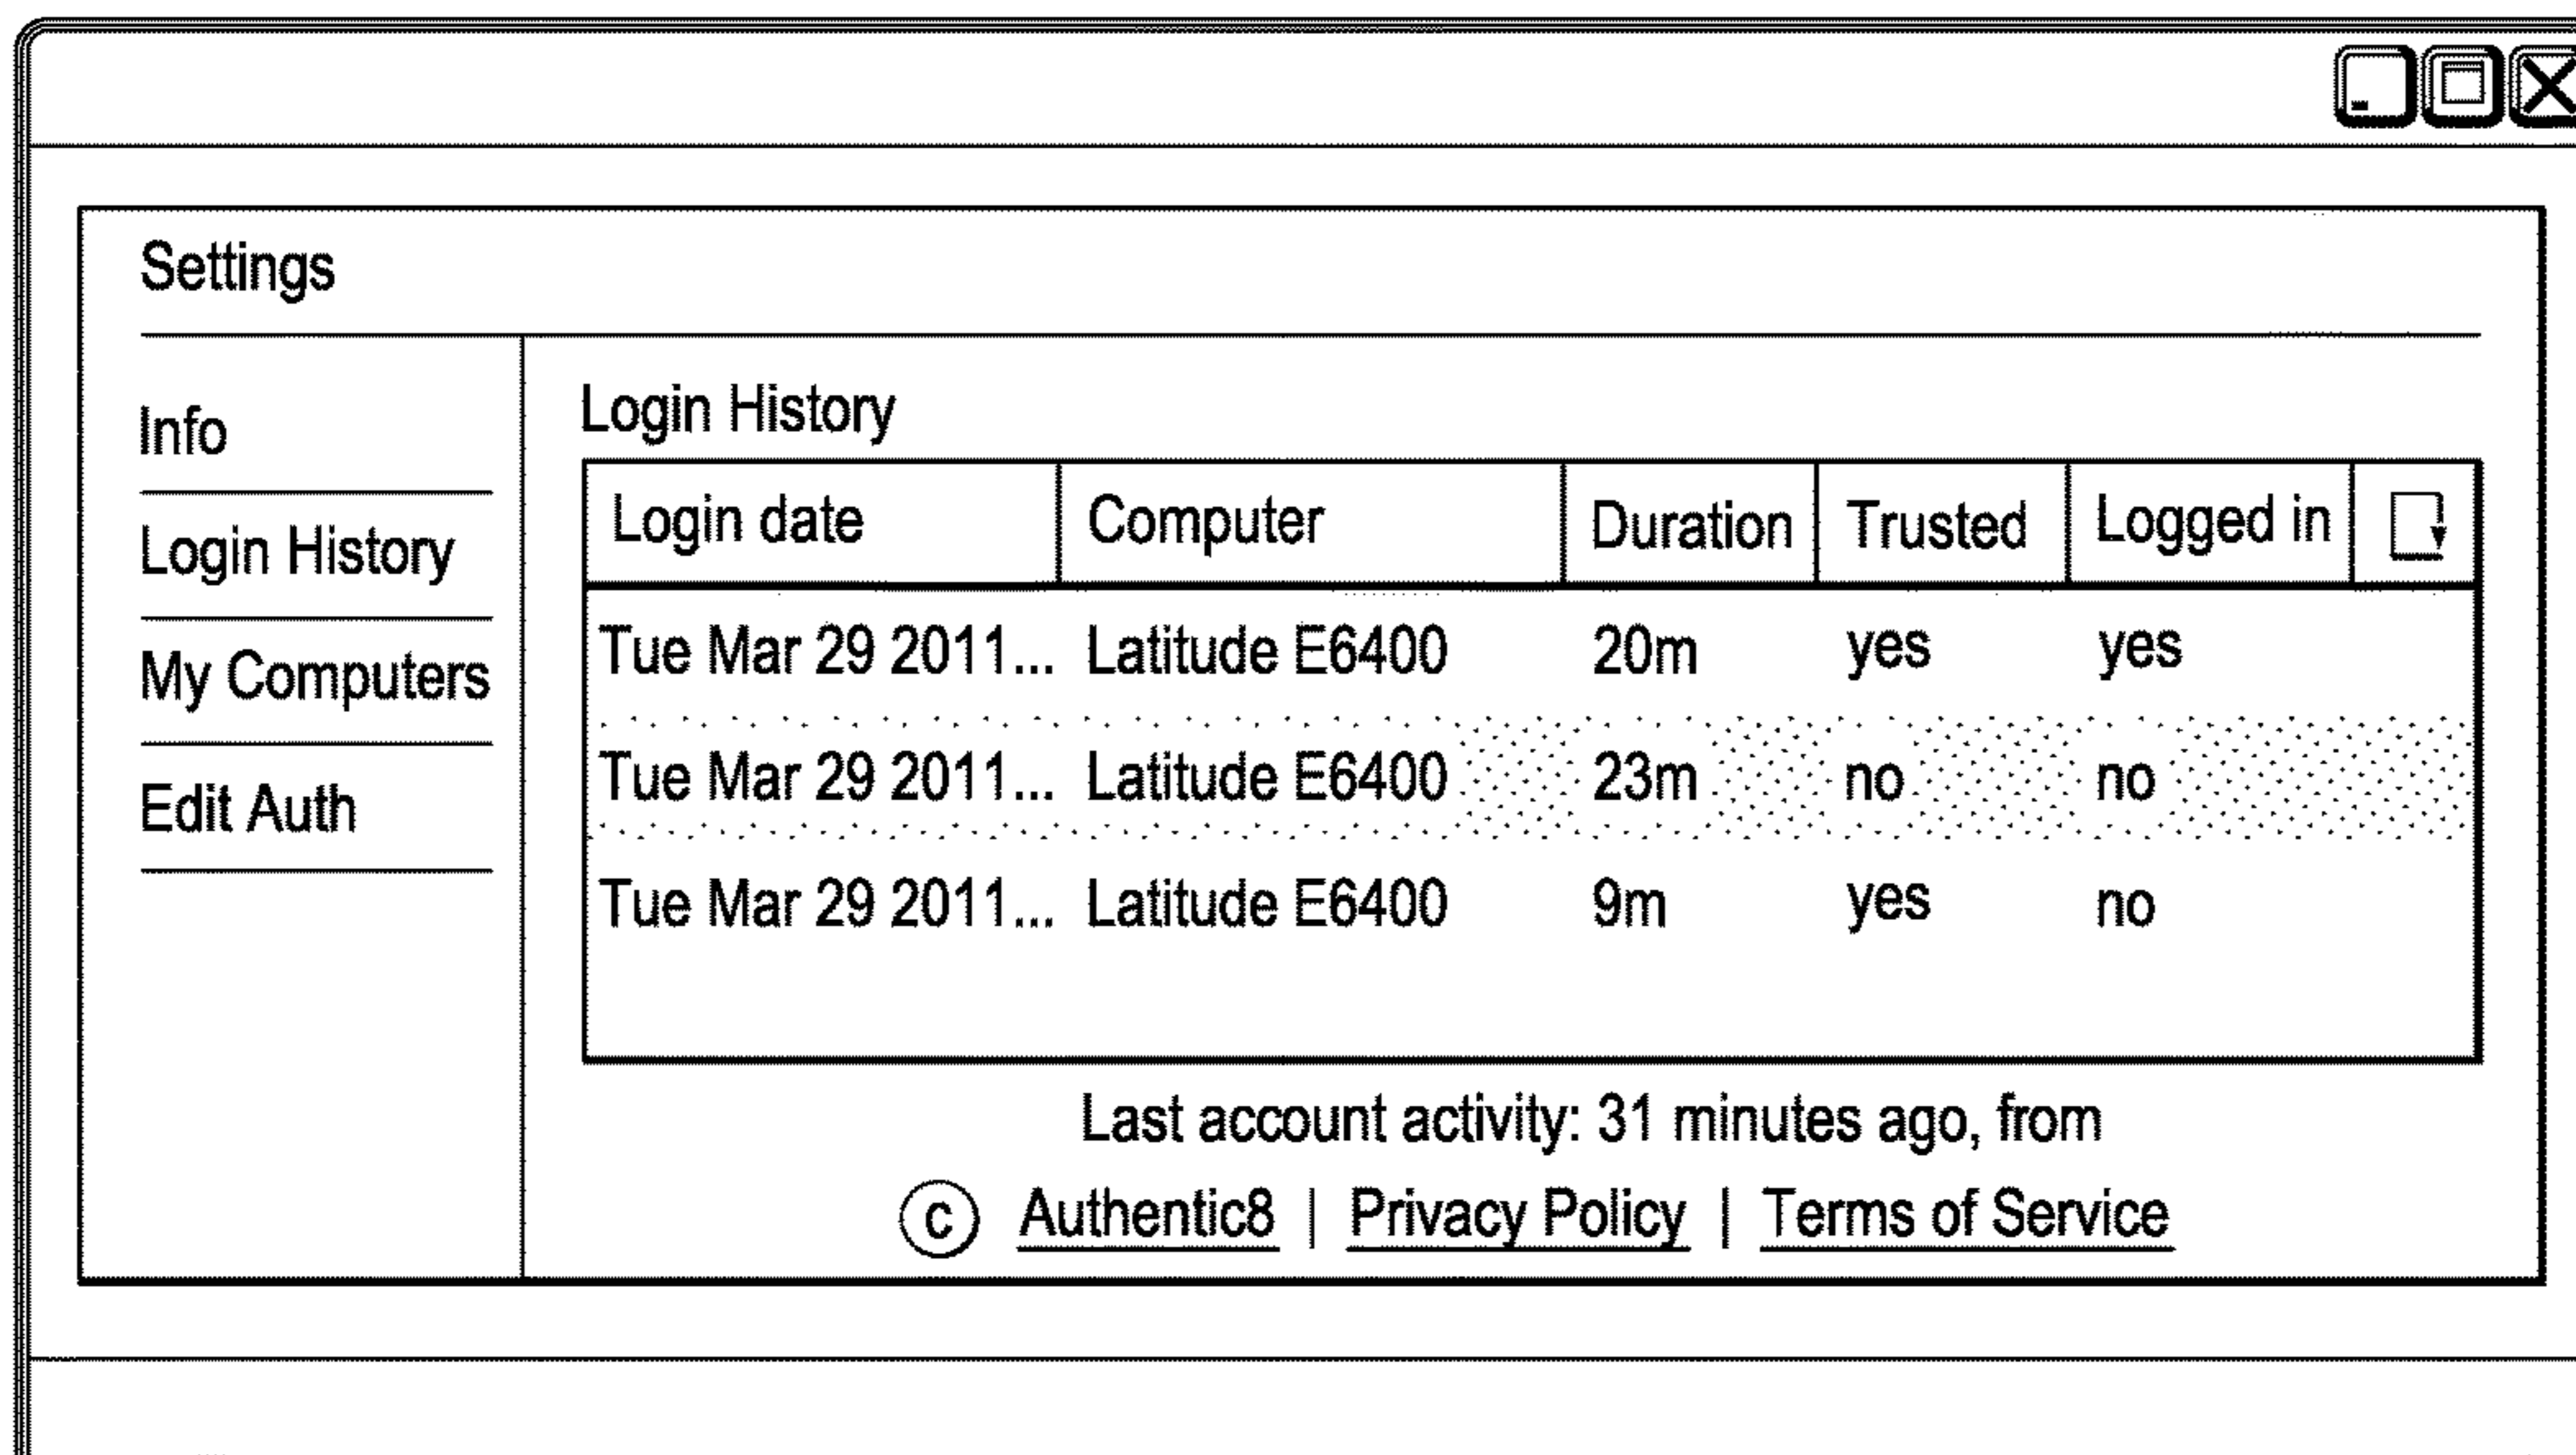 Settings
Info
Login History
My Computers
Edit Auth
Login History
Login date Computer Duration Trusted Logged in
Tue Mar 29 2011... Latitude E6400 20m yes yes
Tue Mar 29 2011... Latitude E6400 23m no no
Tue Mar 29 2011... Latitude E6400 9m yes no
Last account activity: 31 minutes ago, from
© Authentic8 | Privacy Policy | Terms of Service